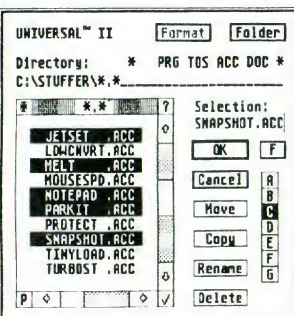 UNIVERSAL™ II
Format
Folder
Directory: * PRG TOS ACC DOC *
C:\STUFFER\*.*
* *.* ?
Selection:
SNAPSHOT.ACC
JETSET .ACC
LOWCNVRT.ACC
MELT .ACC
MOUSESPD.ACC
NOTEPAD .ACC
PARKIT .ACC
PROTECT .ACC
SNAPSHOT.ACC
TINYLOAD.ACC
TURBOST .ACC
P
OK
F
Cancel
Move
Copy
Rename
Delete
A
B
C
D
E
F
G